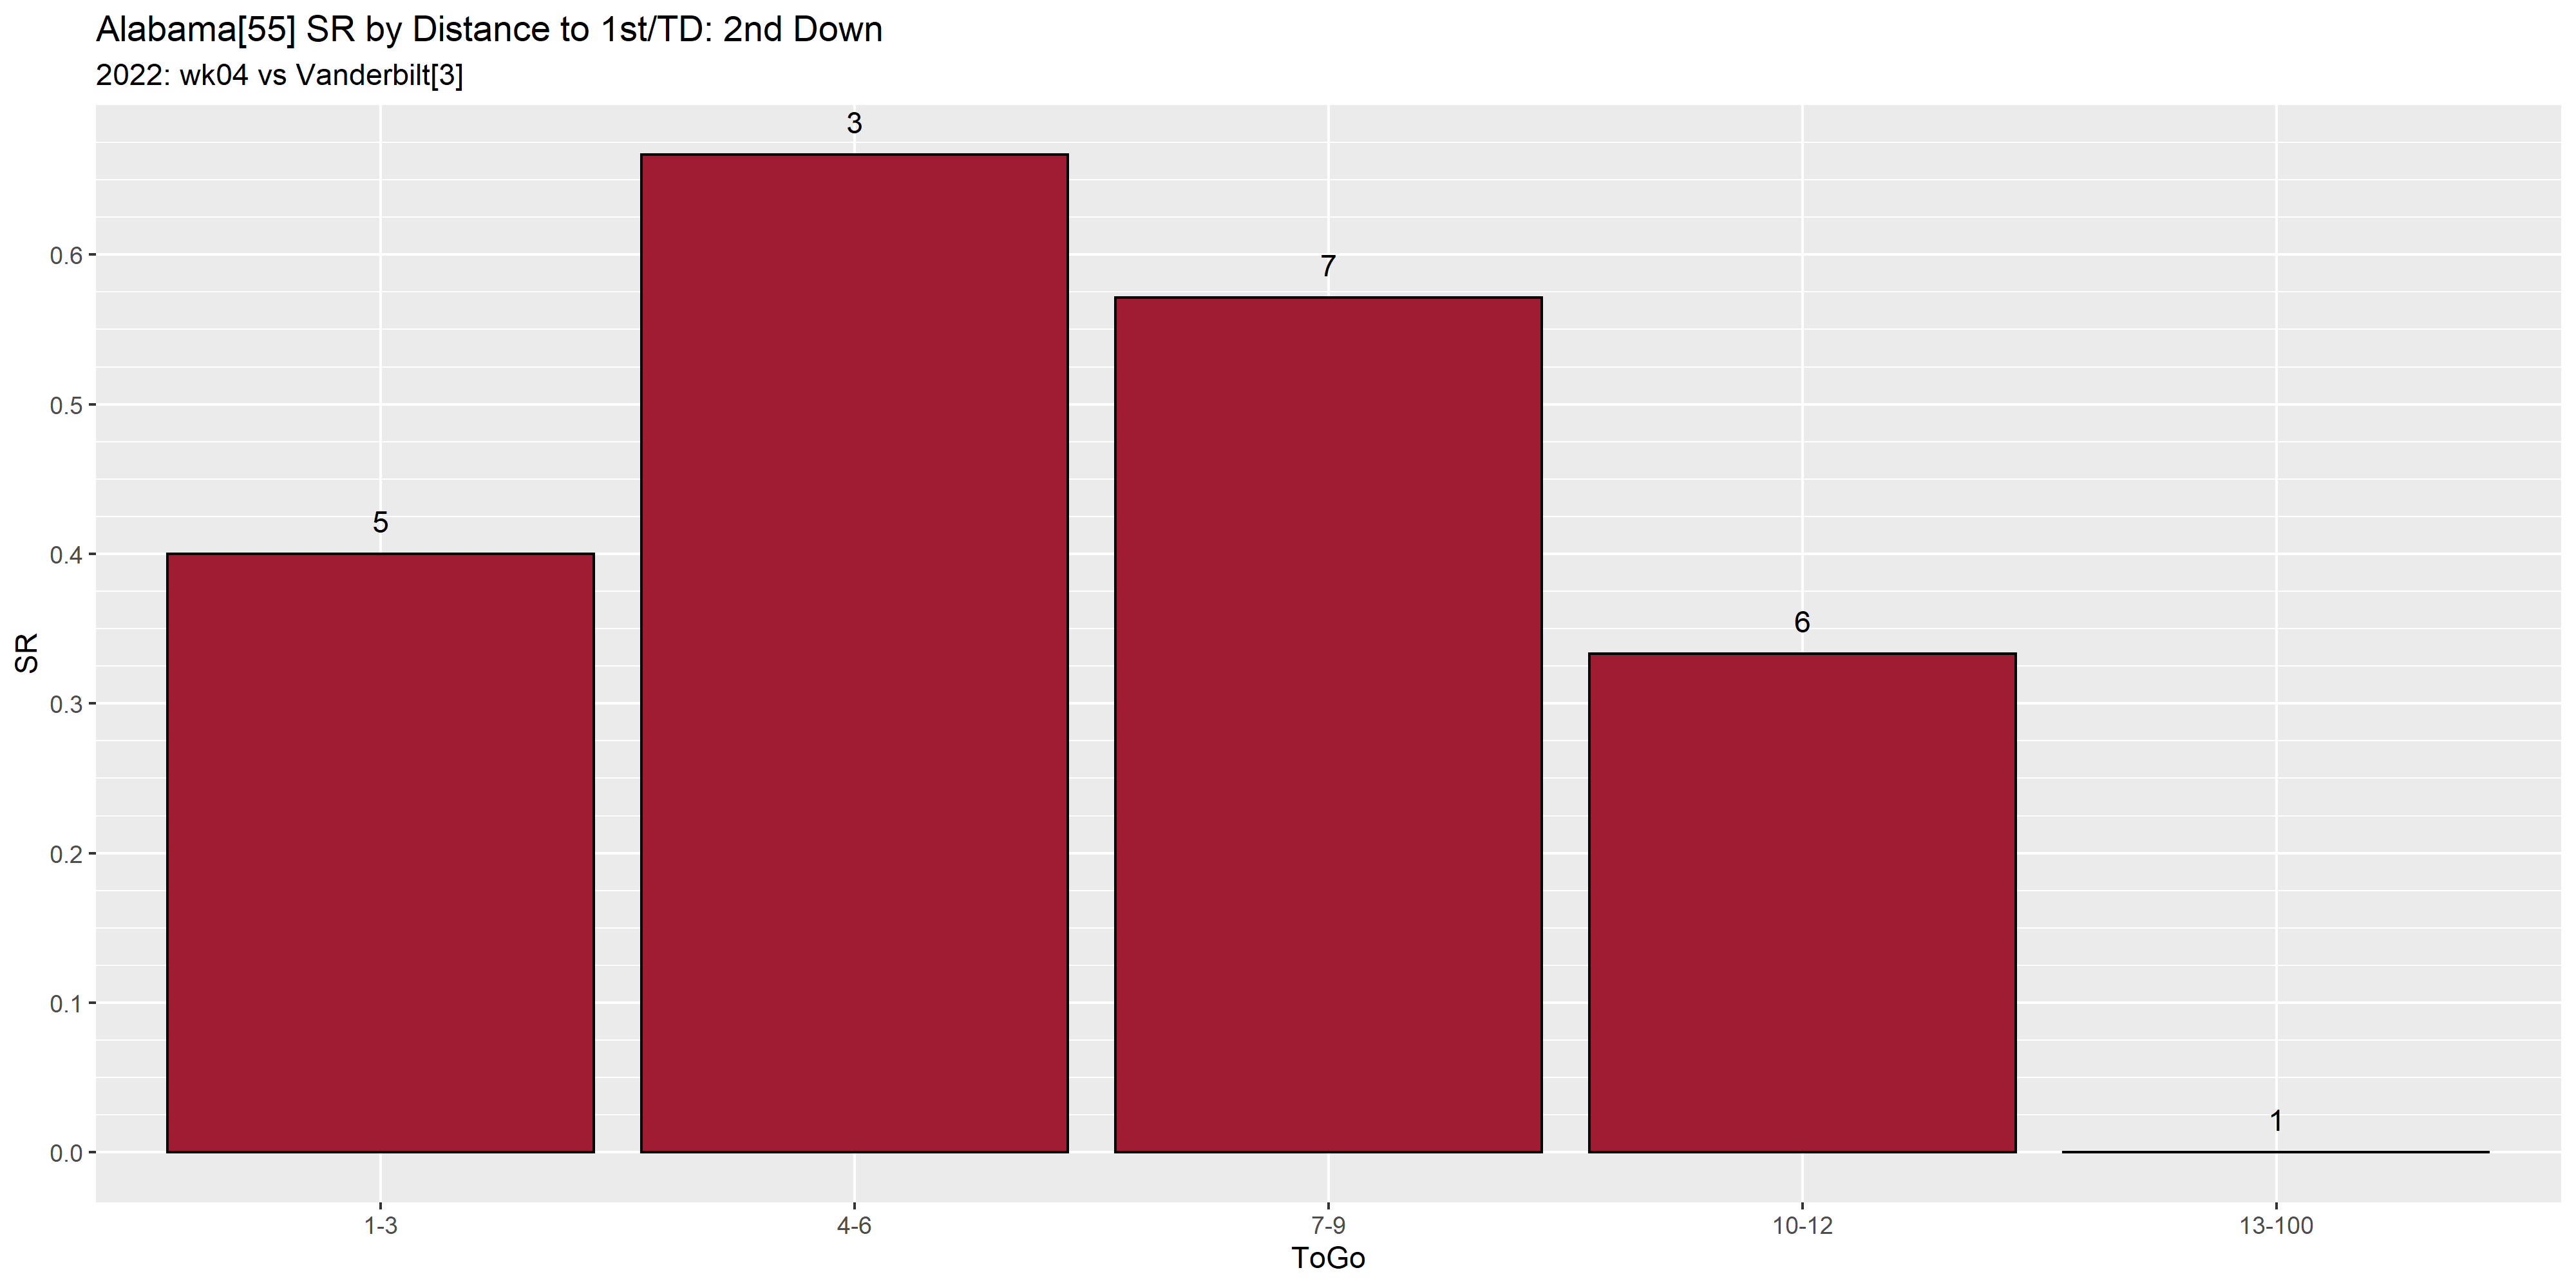 Alabama[55] SR by Distance to 1st/TD: 2nd Down
2022: wk04 vs Vanderbilt[3]
3
7
0.6
0.5
5
0.4
6
SR
0.3
0.2
0.1
1
0.0
1-3 4-6 7-9 10-12 13-100
ToGo